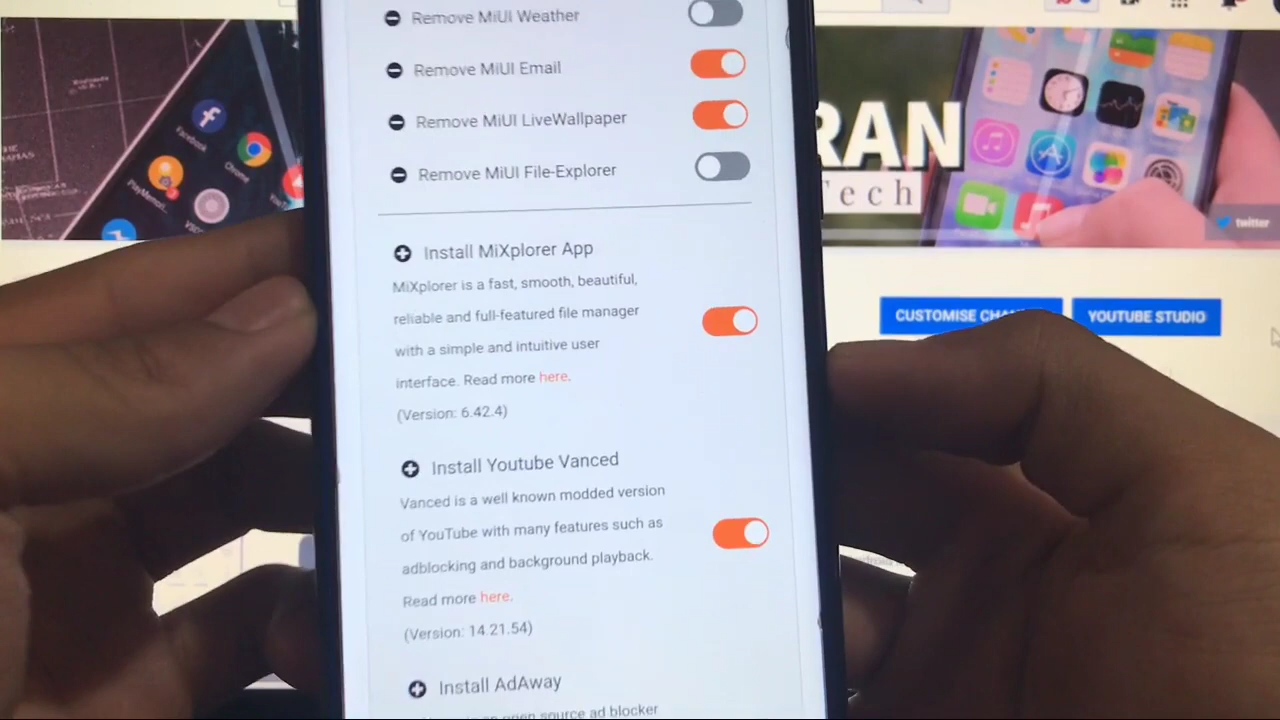 Remove MiUI Weather
Remove MiUI Email
Remove MiUI LiveWallpaper
Remove MiUI File-Explorer
Install MiXplorer App
MiXplorer is a fast, smooth, beautiful,
reliable and full-featured file manager
with a simple and intuitive user
interface. Read more here.
(Version: 6.42.4)
Install Youtube Vanced
Vanced is a well known modded version
of YouTube with many features such as
adblocking and background playback.
Read more here.
(Version: 14.21.54)
Install AdAway
open source ad blocker
Facebook
Chrome
PlayMemori...
RAN
Tech
twitter
CUSTOMISE
YOUTUBE STUDIO